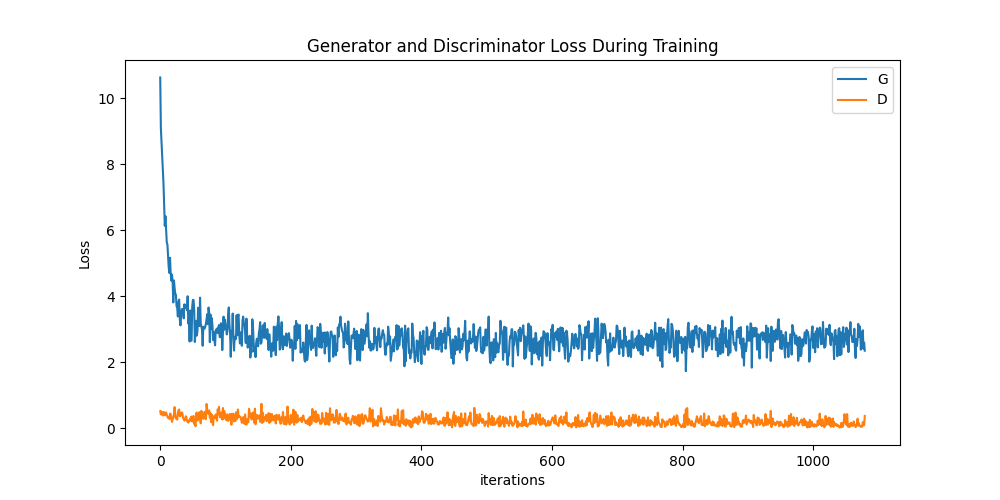 Generator and Discriminator Loss During Training
G
D
10
8
6
4
2
0
Loss
0 200 400 600 800 1000
iterations